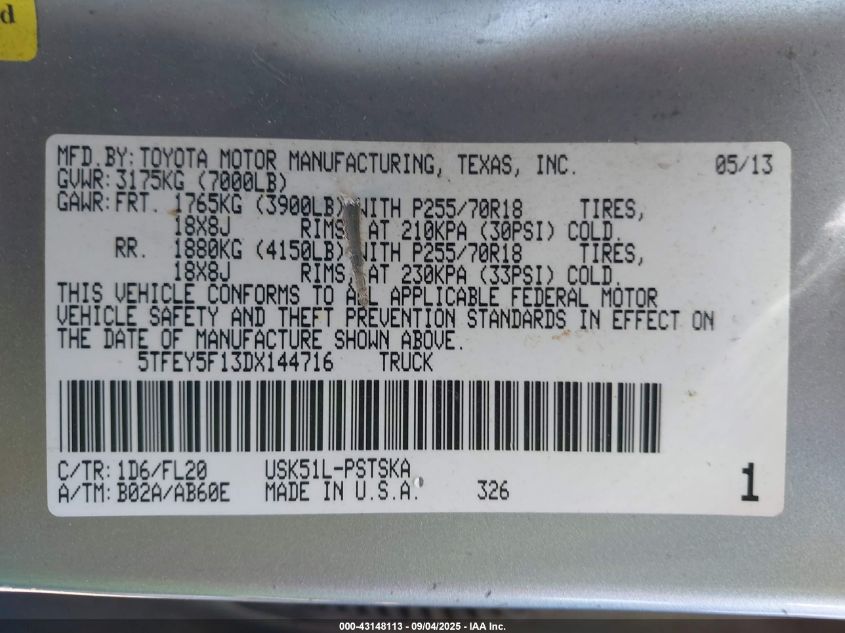 d
MFD.BY: TOYOTA MOTOR MANUFACTURING, TEXAS, INC. 05/13
GVWR: 3175KG (7000LB)
GAWR: FRT. 1765KG (3900LB) WITH P255/70R18 TIRES,
18X8J RIMS, AT 210KPA (30PSI) COLD.
RR. 1880KG (4150LB) WITH P255/70R18 TIRES,
18X8J RIMS, AT 230KPA (33PSI) COLD.
THIS VEHICLE CONFORMS TO ALL APPLICABLE FEDERAL MOTOR
VEHICLE SAFETY AND THEFT PREVENTION STANDARDS IN EFFECT ON
THE DATE OF MANUFACTURE SHOWN ABOVE.
5TFEY5F13DX144716 TRUCK
C/TR: 1D6/FL20 USK51L-PSTSKA
A/TM: B02A/AB60E MADE IN U.S.A. 326 1
000-43148113 - 09/04/2025 - IAA Inc.